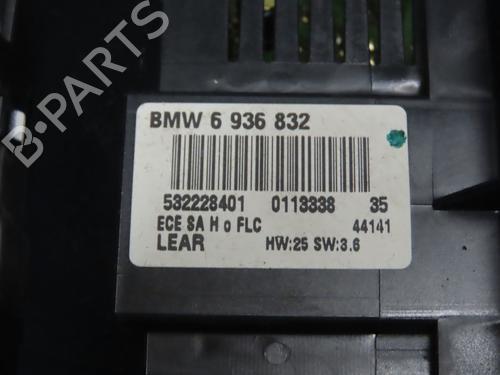 BMW 6 936 832
532228401 0113338 35
ECE SA H o FLC 44141
LEAR HW:25 SW:3.6
B-PARTS